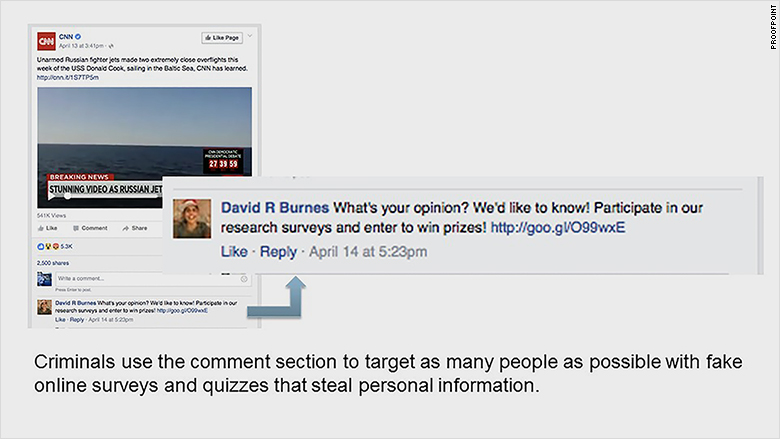 PROOFPOINT
CNN
CNN
April 13 at 3:41pm ·
Like Page
Unarmed Russian fighter jets made two extremely close overflights this
week of the USS Donald Cook, sailing in the Baltic Sea, CNN has learned.
http://cnn.it/1S7TP5m
CNN DEMOCRATIC
PRESIDENTIAL DEBATE
27 39 59
BREAKING NEWS
STUNNING VIDEO AS RUSSIAN JET
541K Views
Like Comment Share
5.3K
2,500 shares
Write a comment...
Press Enter to post.
David R Burnes What's your opinion? We'd like to know! Participate in our
research surveys and enter to win prizes! http://goo.gl/O99wxE
Like · Reply · April 14 at 5:23pm
David R Burnes What's your opinion? We'd like to know! Participate in our
research surveys and enter to win prizes! http://goo.gl/O99wxE
Like · Reply · April 14 at 5:23pm
Criminals use the comment section to target as many people as possible with fake
online surveys and quizzes that steal personal information.